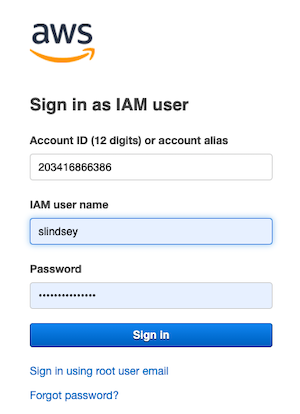 aws
Sign in as IAM user
Account ID (12 digits) or account alias
203416866386
IAM user name
slindsey
Password
•••••••••••••••
Sign In
Sign in using root user email
Forgot password?